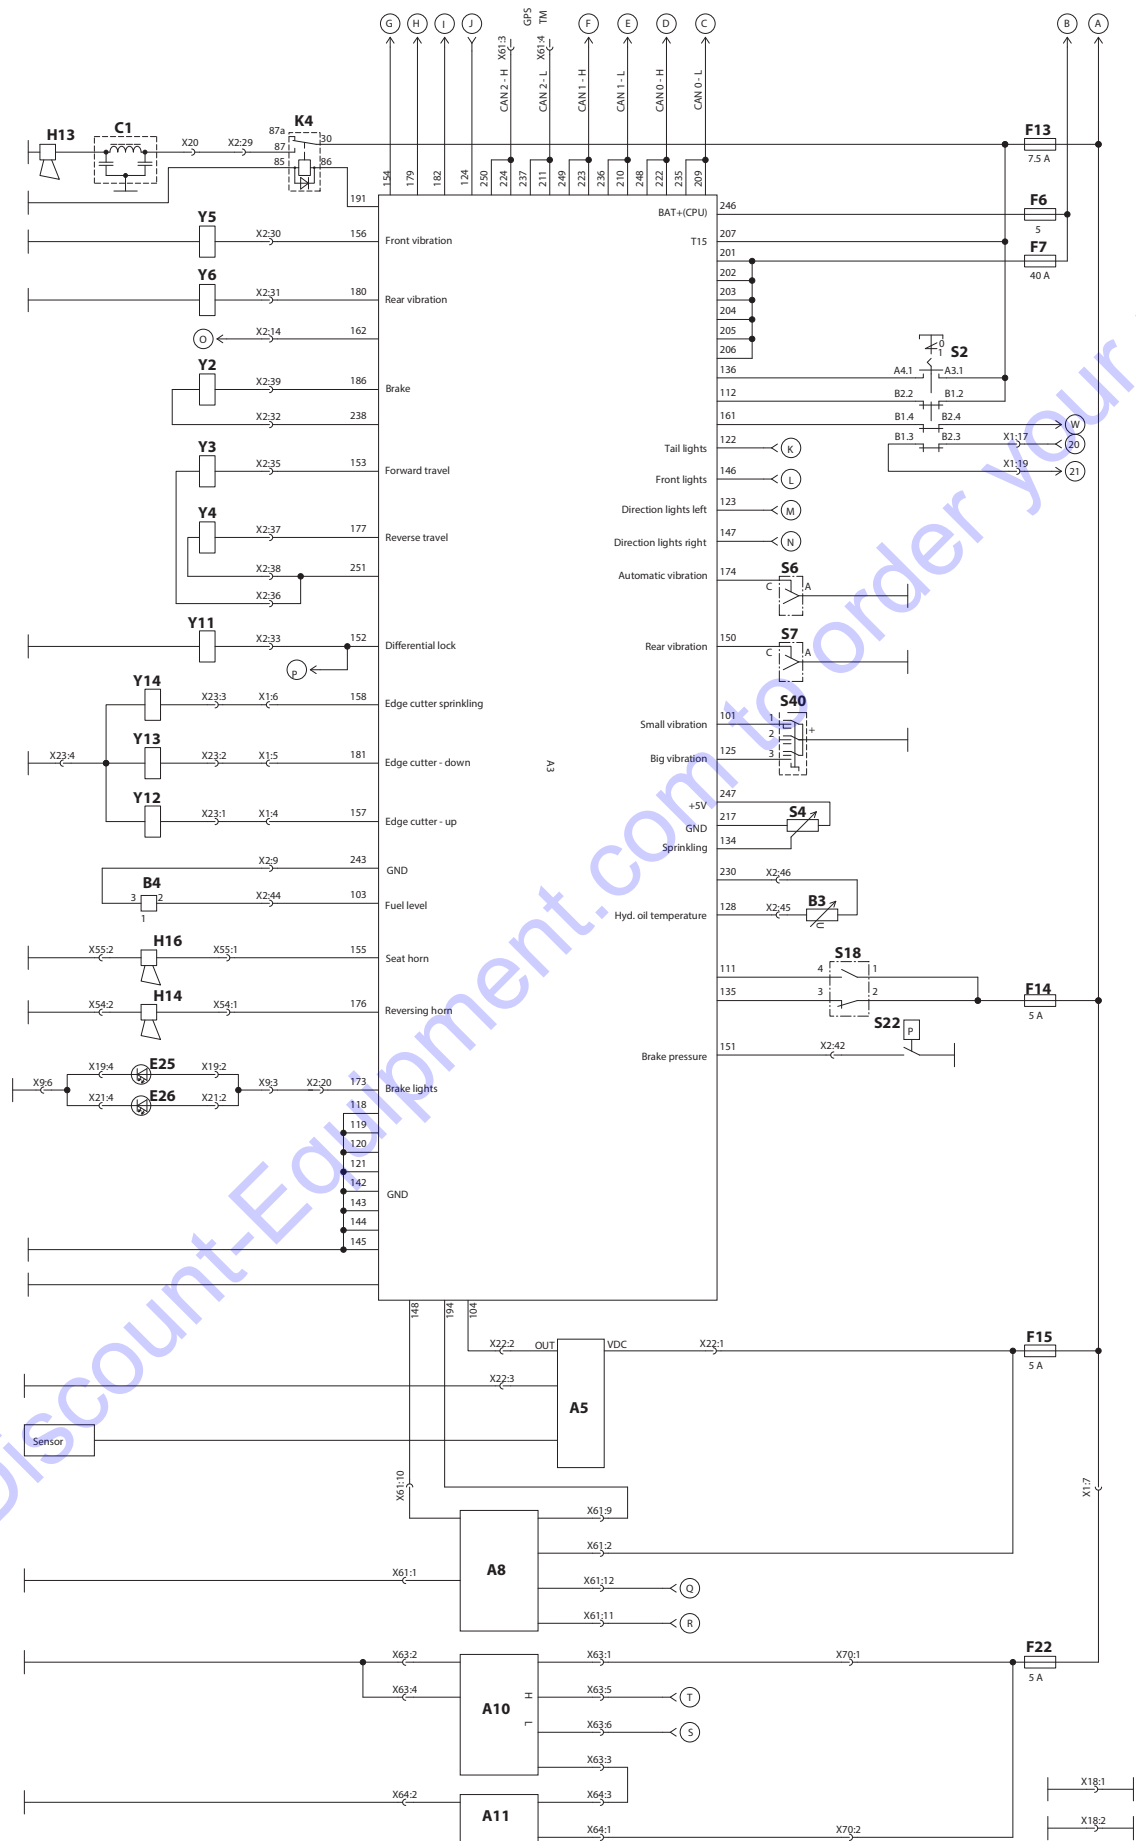 G H I J F E D C B A
X61:3 GPS X61:4 TM
CAN 2 - H CAN 2 - L CAN 1 - H CAN 1 - L CAN 0 - H CAN 0 - L
H13 C1 X20 X2:29 K4 87a 30 87 85 86 F13 7.5 A
154 179 182 124 250 224 237 211 249 223 236 210 248 222 235 209
191 BAT+(CPU) 246 F6 5
Y5 X2:30 156 Front vibration T15 207
201 F7 40 A
202
Y6 X2:31 180 Rear vibration 203
204
O X2:14 162 205
206
0 1 S2
Y2 X2:39 186 Brake 136 A4.1 A3.1
112 B2.2 B1.2
X2:32 238 161 B1.4 B2.4 W
Tail lights 122 K B1.3 B2.3 X1:17 20
Y3 X2:35 153 Forward travel X1:19 21
Front lights 146 L
Direction lights left 123 M
Y4 X2:37 177 Reverse travel Direction lights right 147 N
X2:38 251 Automatic vibration 174 S6 C A
X2:36
Y11 X2:33 152 Differential lock Rear vibration 150 S7 C A
P
Y14 X23:3 X1:6 158 Edge cutter sprinkling S40
Small vibration 101 1 2 3 +
Y13 X23:4 X23:2 X1:5 181 Edge cutter - down Big vibration 125
A3
+5V 247
Y12 X23:1 X1:4 157 Edge cutter - up GND 217 S4
Sprinkling 134
X2:9 243 GND 230 X2:46
B4 3 2 1 X2:44 103 Fuel level Hyd. oil temperature 128 X2:45 B3 U
H16 X55:2 X55:1 155 Seat horn S18
111 4 1
H14 X54:2 X54:1 176 Reversing horn 135 3 2 F14 5 A
S22 P
Brake pressure 151 X2:42
X9:6 X19:4 E25 X19:2
X9:3 X2:20 173 Brake lights
X21:4 E26 X21:2
118
119
120
121
142 GND
143
144
145
148 194 104
X22:2 OUT VDC X22:1 F15 5 A
X22:3
A5
Sensor
X61:10 X1:7
X61:9
X61:2
X61:1 A8 X61:12 Q
X61:11 R
X63:2 X63:1 X70:1 F22 5 A
X63:4 A10 H X63:5 T
L X63:6 S
X63:3
X64:2 X64:3 X18:1
A11
X64:1 X70:2 X18:2
Discount-Equipment.com to order your